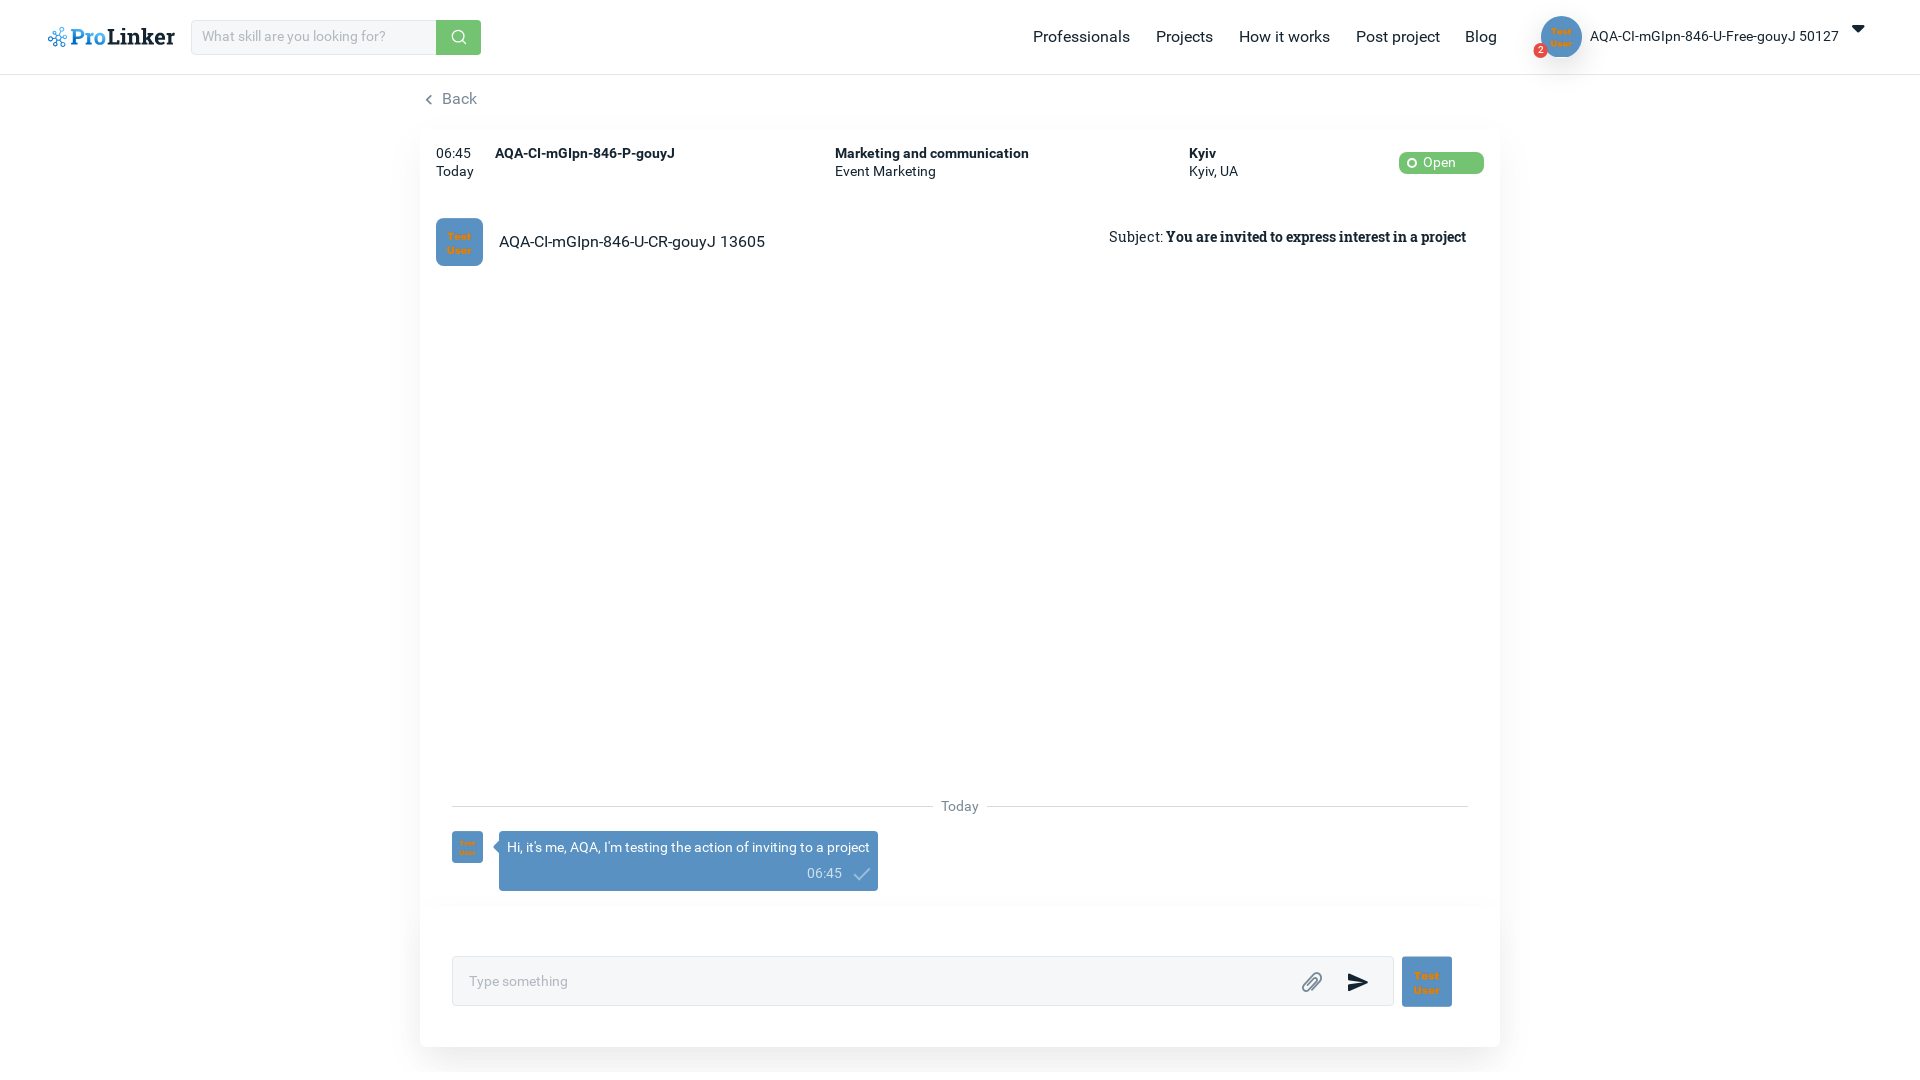 ProLinker
What skill are you looking for?
Professionals
Projects
How it works
Post project
Blog
Test
User
2
AQA-CI-mGIpn-846-U-Free-gouyJ 50127
Back
06:45
Today
AQA-CI-mGIpn-846-P-gouyJ
Marketing and communication
Event Marketing
Kyiv
Kyiv, UA
Open
Test
User
AQA-CI-mGIpn-846-U-CR-gouyJ 13605
Subject: You are invited to express interest in a project
Today
Test
User
Hi, it's me, AQA, I'm testing the action of inviting to a project
06:45
Type something
Test
User